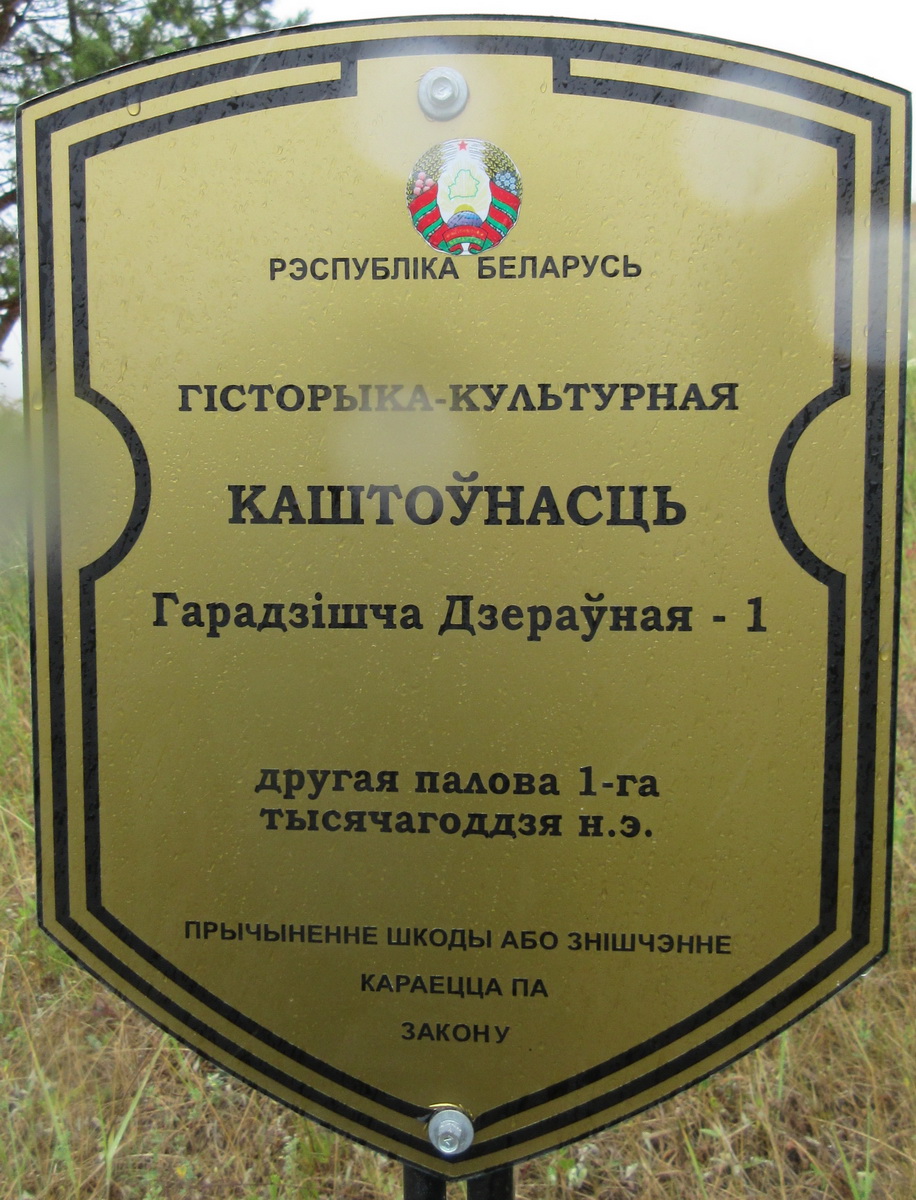 РЭСПУБЛІКА БЕЛАРУСЬ
ГІСТОРЫКА-КУЛЬТУРНАЯ
КАШТОЎНАСЦЬ
Гарадзішча Дзераўная - 1
другая палова 1-га
тысячагоддзя н.э.
ПРЫЧЫНЕННЕ ШКОДЫ АБО ЗНІШЧЭННЕ
КАРАЕЦЦА ПА
ЗАКОНУ